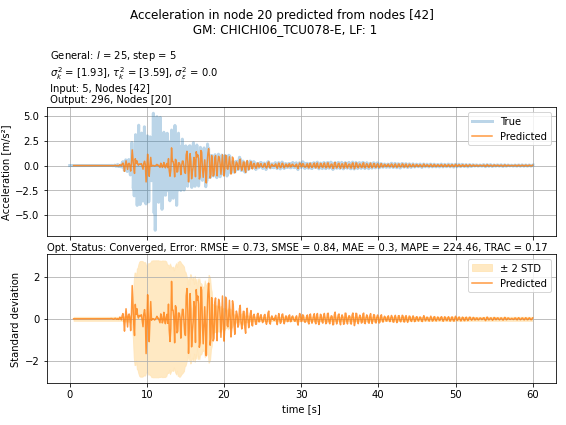 Acceleration in node 20 predicted from nodes [42]
GM: CHICHI06_TCU078-E, LF: 1
General: l = 25, step = 5
σ²ₖ = [1.93], τ²ₖ = [3.59], σ²ε = 0.0
Input: 5, Nodes [42]
Output: 296, Nodes [20]
5.0
2.5
0.0
−2.5
−5.0
Acceleration [m/s²]
True
Predicted
Opt. Status: Converged, Error: RMSE = 0.73, SMSE = 0.84, MAE = 0.3, MAPE = 224.46, TRAC = 0.17
2
0
−2
Standard deviation
± 2 STD
Predicted
0 10 20 30 40 50 60
time [s]